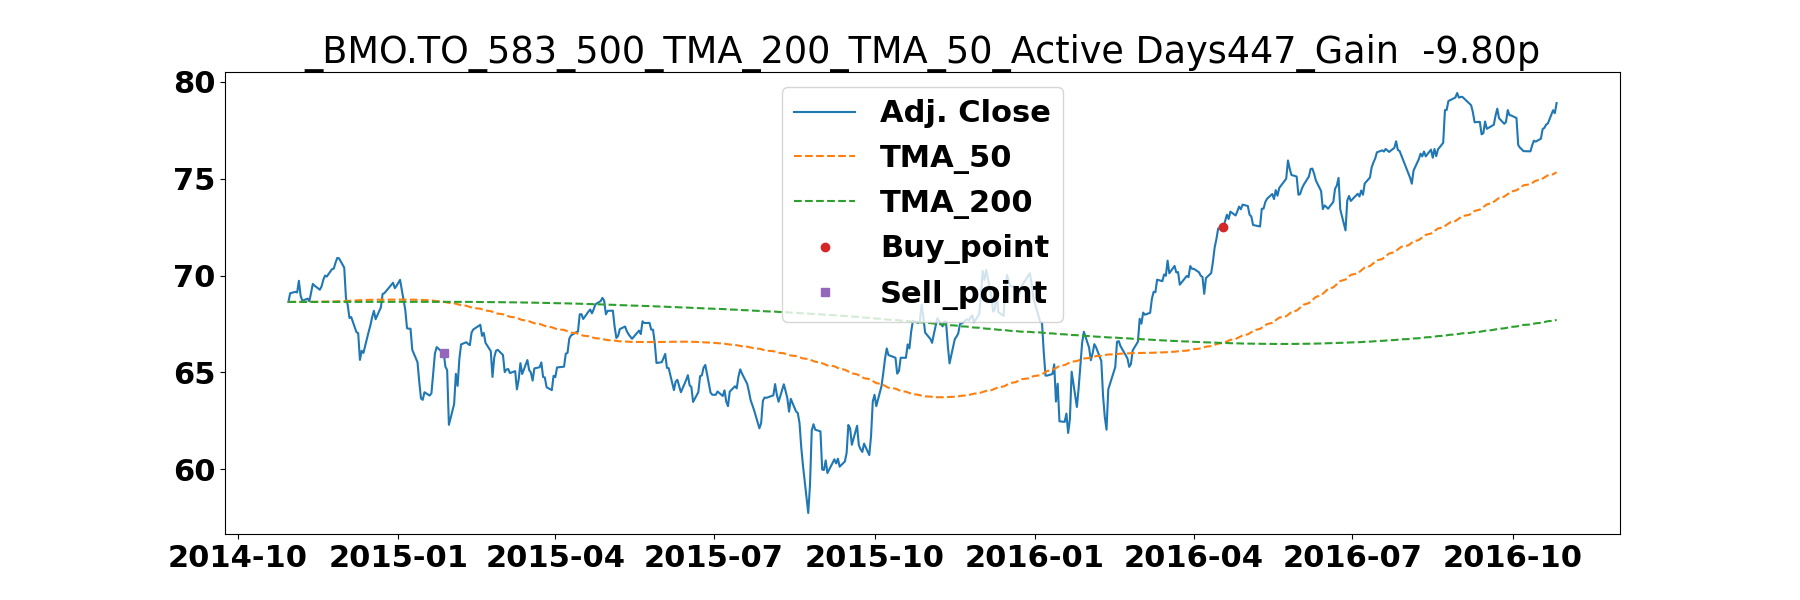 _BMO.TO_583_500_TMA_200_TMA_50_Active Days447_Gain  -9.80p
80
75
70
65
60
Adj. Close
TMA_50
TMA_200
Buy_point
Sell_point
2014-10 2015-01 2015-04 2015-07 2015-10 2016-01 2016-04 2016-07 2016-10